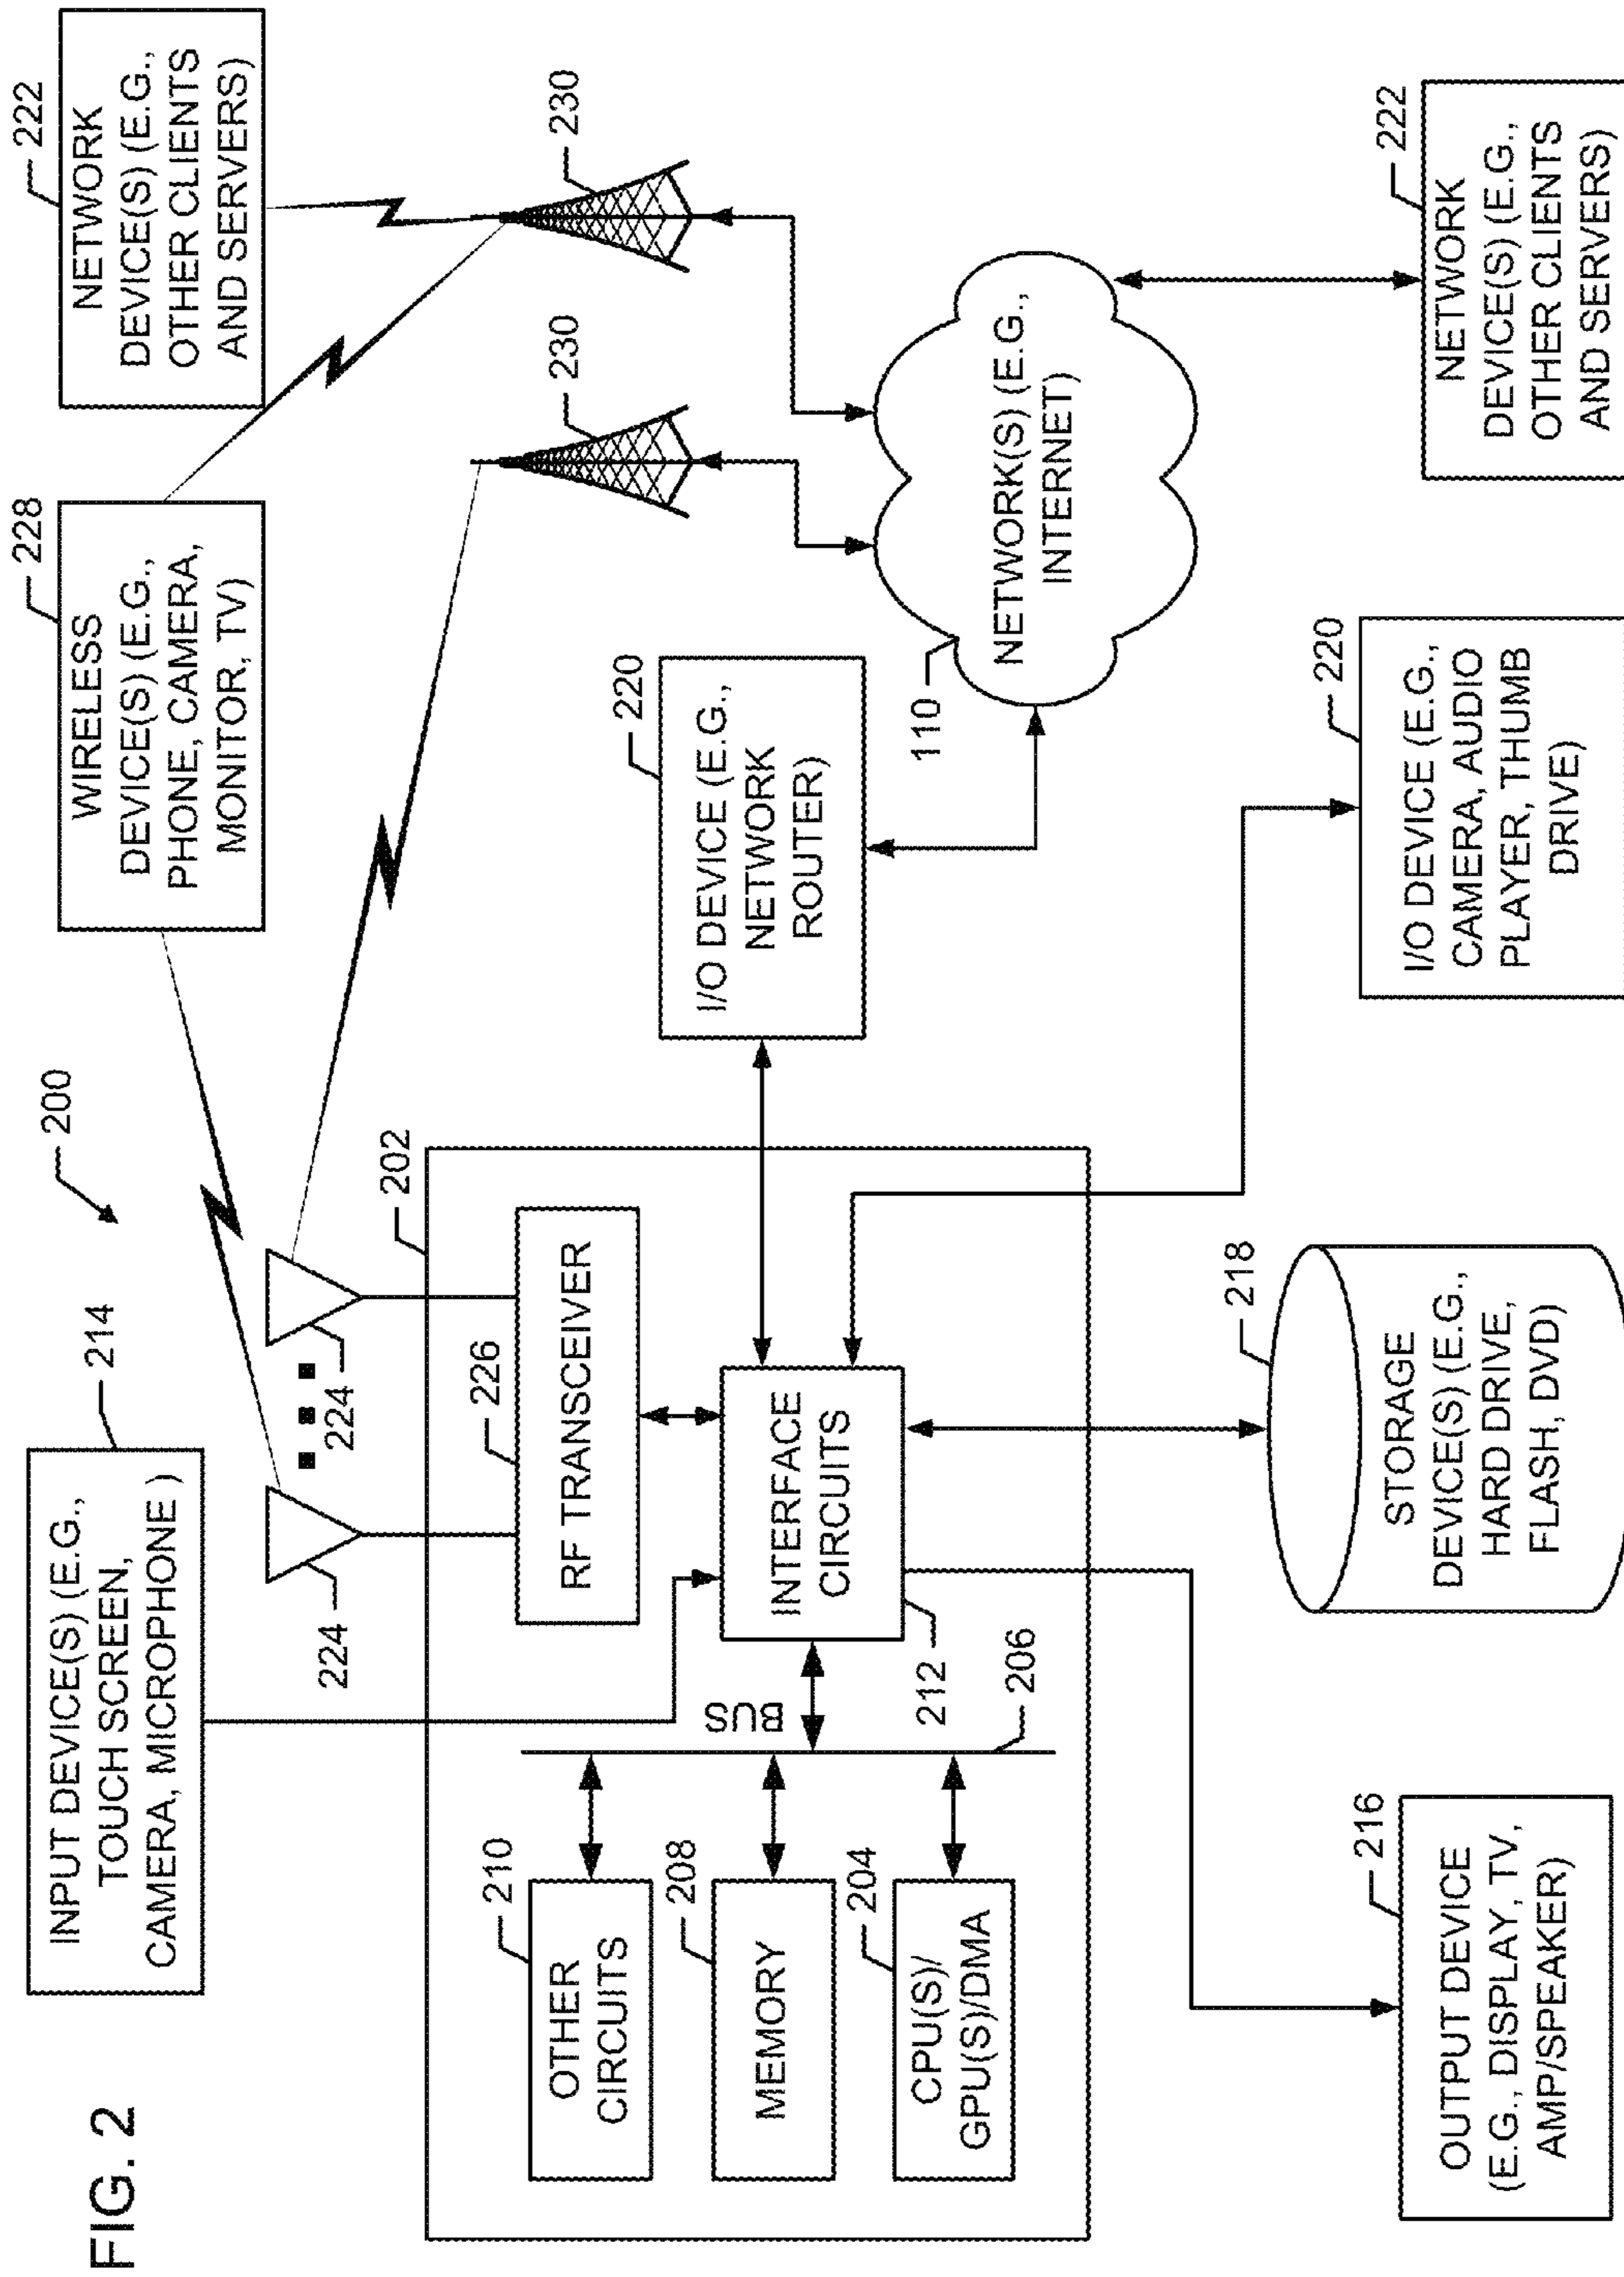 FIG. 2
200
INPUT DEVICE(S) (E.G.,
TOUCH SCREEN,
CAMERA, MICROPHONE )
214
WIRELESS
DEVICE(S) (E.G.,
PHONE, CAMERA,
MONITOR, TV)
228
NETWORK
DEVICE(S) (E.G.,
OTHER CLIENTS
AND SERVERS)
222
224
224
202
230
230
RF TRANSCEIVER
226
OTHER
CIRCUITS
210
MEMORY
208
CPU(S)/
GPU(S)/DMA
204
BUS
206
INTERFACE
CIRCUITS
212
I/O DEVICE (E.G.,
NETWORK
ROUTER)
220
110
NETWORK(S) (E.G.,
INTERNET)
OUTPUT DEVICE
(E.G., DISPLAY, TV,
AMP/SPEAKER)
216
STORAGE
DEVICE(S) (E.G.,
HARD DRIVE,
FLASH, DVD)
218
I/O DEVICE (E.G.,
CAMERA, AUDIO
PLAYER, THUMB
DRIVE)
220
NETWORK
DEVICE(S) (E.G.,
OTHER CLIENTS
AND SERVERS)
222